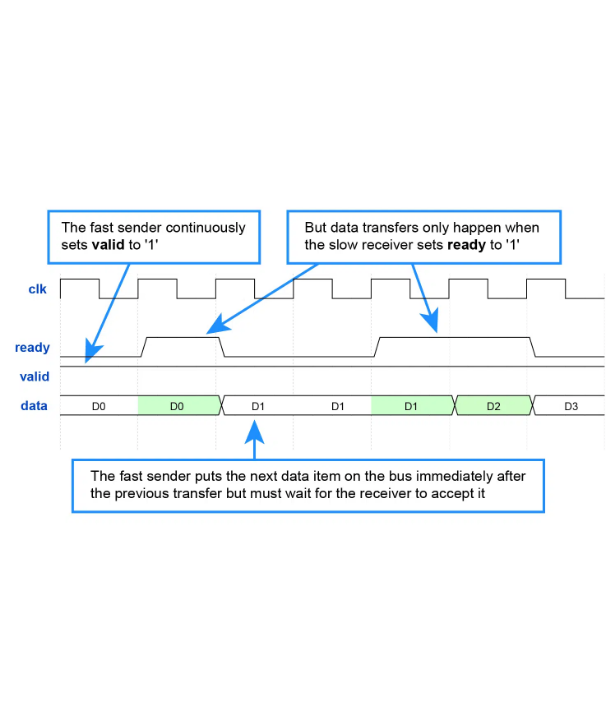 The fast sender continuously
sets valid to '1'
But data transfers only happen when
the slow receiver sets ready to '1'
clk
ready
valid
data
D0
D0
D1
D1
D1
D2
D3
The fast sender puts the next data item on the bus immediately after
the previous transfer but must wait for the receiver to accept it